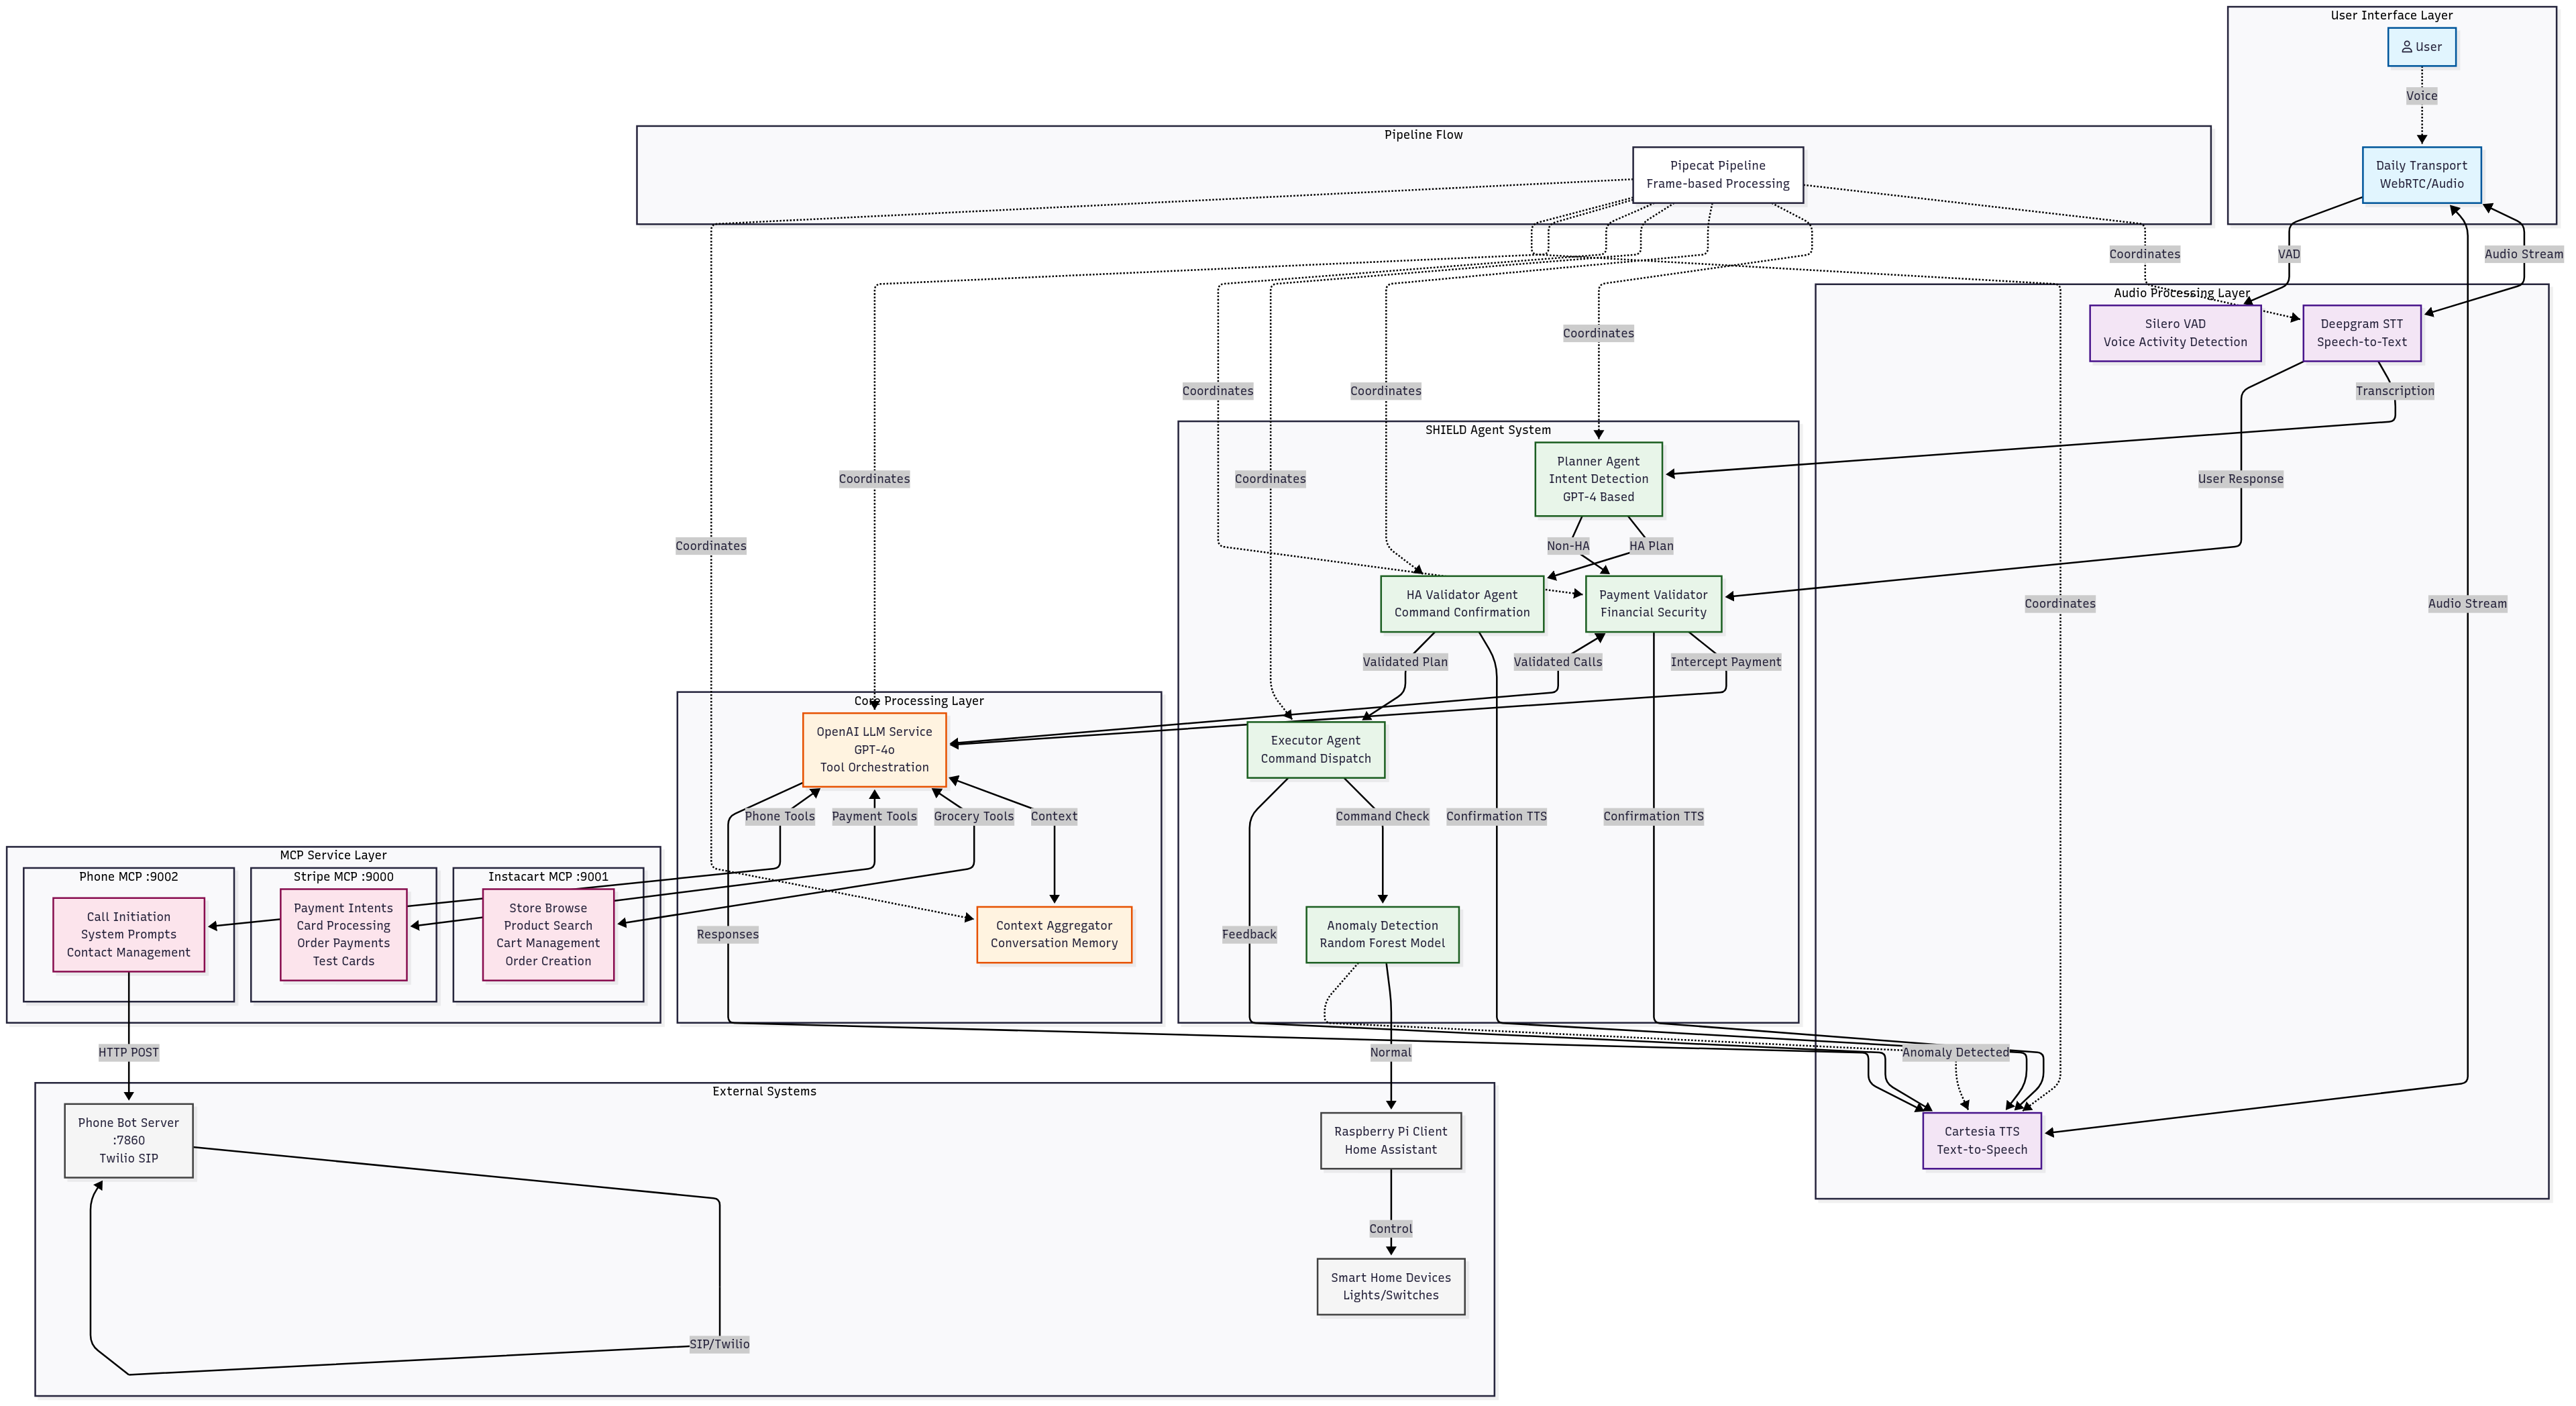 User Interface Layer
User
Voice
Pipeline Flow
Pipecat Pipeline
Frame-based Processing
Daily Transport
WebRTC/Audio
Coordinates
VAD
Audio Stream
Audio Processing Layer
Silero VAD
Voice Activity Detection
Deepgram STT
Speech-to-Text
Coordinates
Coordinates
Coordinates
Transcription
SHIELD Agent System
Planner Agent
Intent Detection
GPT-4 Based
Coordinates
Coordinates
User Response
Coordinates
Non-HA
HA Plan
HA Validator Agent
Command Confirmation
Payment Validator
Financial Security
Coordinates
Audio Stream
Validated Plan
Validated Calls
Intercept Payment
Core Processing Layer
OpenAI LLM Service
GPT-4o
Tool Orchestration
Executor Agent
Command Dispatch
Phone Tools
Payment Tools
Grocery Tools
Context
Command Check
Confirmation TTS
Confirmation TTS
MCP Service Layer
Phone MCP :9002
Call Initiation
System Prompts
Contact Management
Stripe MCP :9000
Payment Intents
Card Processing
Order Payments
Test Cards
Instacart MCP :9001
Store Browse
Product Search
Cart Management
Order Creation
Responses
Context Aggregator
Conversation Memory
Feedback
Anomaly Detection
Random Forest Model
HTTP POST
Normal
Anomaly Detected
External Systems
Phone Bot Server
:7860
Twilio SIP
Raspberry Pi Client
Home Assistant
Cartesia TTS
Text-to-Speech
Control
Smart Home Devices
Lights/Switches
SIP/Twilio